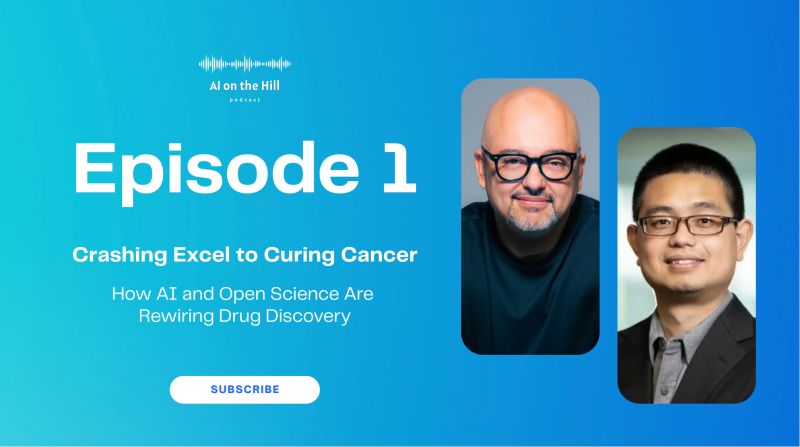 AI on the Hill
podcast
Episode 1
Crashing Excel to Curing Cancer
How AI and Open Science Are
Rewiring Drug Discovery
SUBSCRIBE